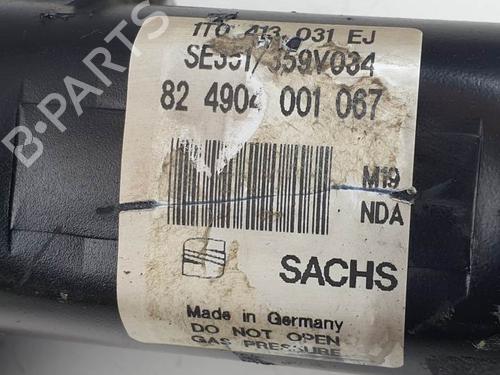 1T0 413 031 EJ
SE351/359V034
82 4904 001 067
M19
NDA
SACHS
Made in Germany
DO NOT OPEN
GAS PRESSURE